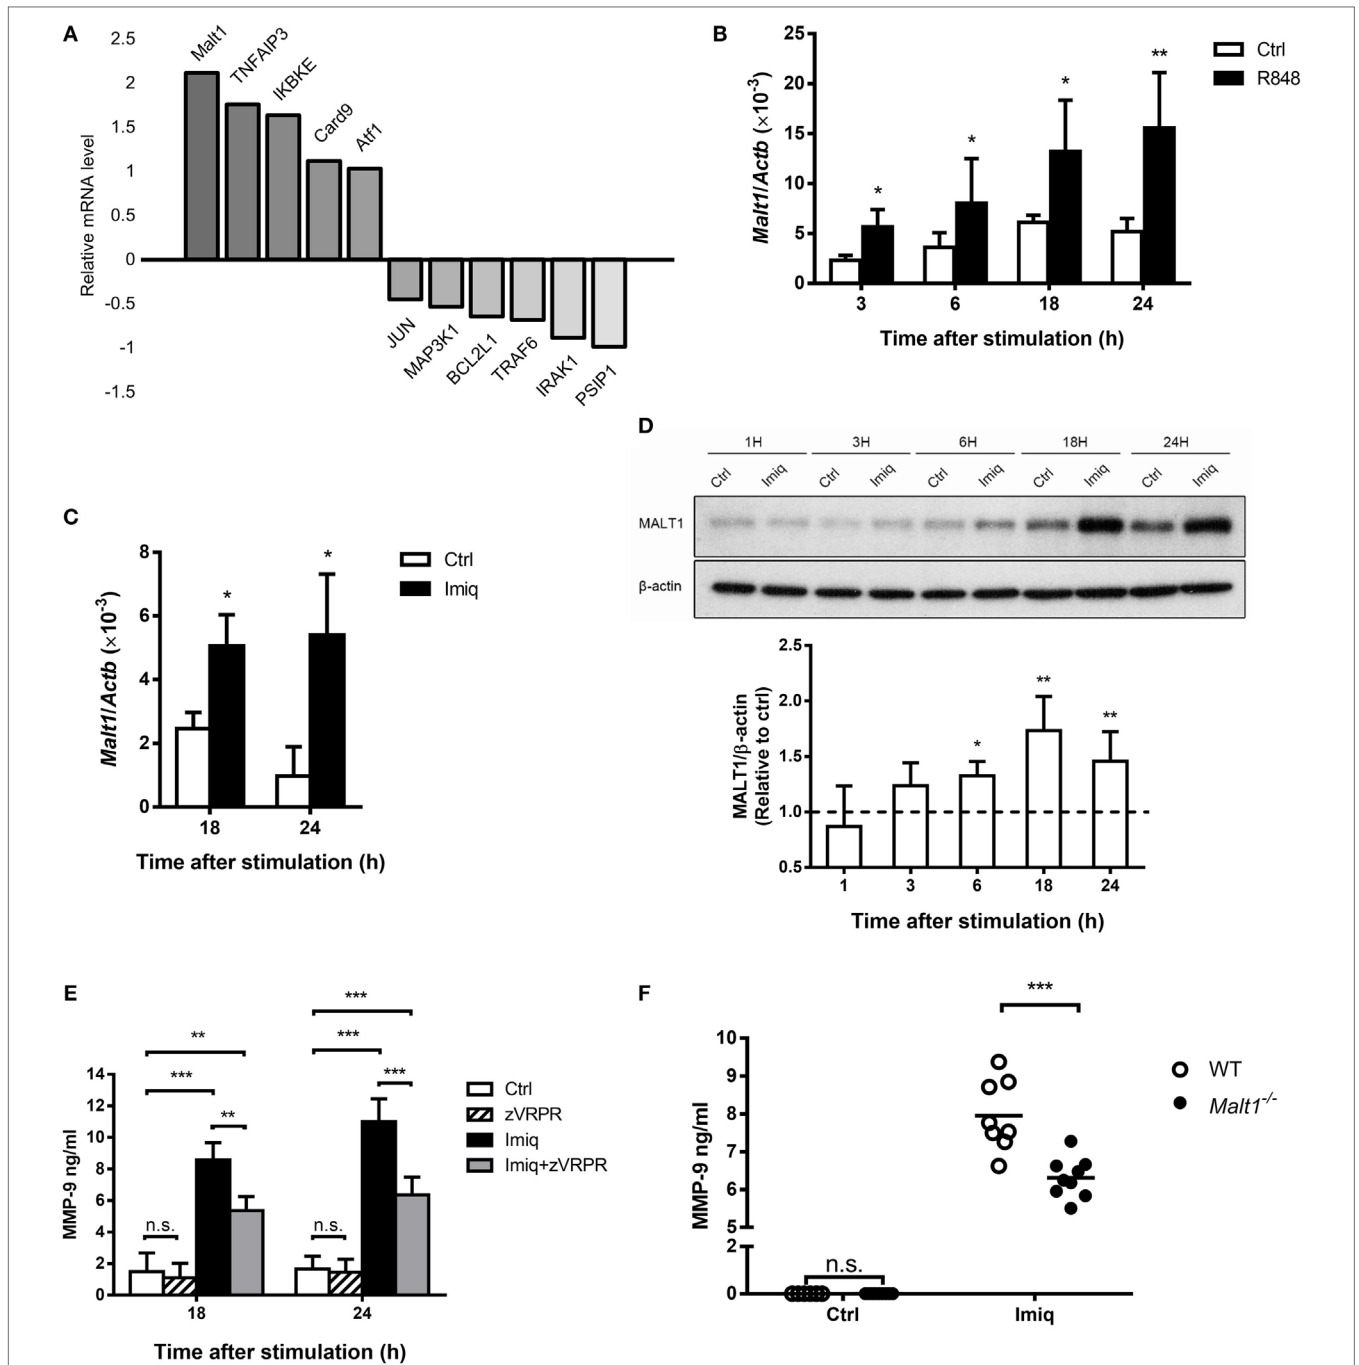 A
2.5
2
1.5
1
0.5
0
-0.5
-1
-1.5
Relative mRNA level
Malt1
TNFAIP3
IKBKE
Card9
Atf1
JUN
MAP3K1
BCL2L1
TRAF6
IRAK1
PSIP1
B
25
20
15
10
5
0
Malt1/Actb (×10⁻³)
*
*
*
**
Ctrl
R848
3 6 18 24
Time after stimulation (h)
C
8
6
4
2
0
Malt1/Actb (×10⁻³)
*
*
Ctrl
Imiq
18 24
Time after stimulation (h)
D
1H 3H 6H 18H 24H
Ctrl Imiq Ctrl Imiq Ctrl Imiq Ctrl Imiq Ctrl Imiq
MALT1
β-actin
2.5
2.0
1.5
1.0
0.5
MALT1/β-actin
(Relative to ctrl)
*
**
**
1 3 6 18 24
Time after stimulation (h)
E
14
12
10
8
6
4
2
0
MMP-9 ng/ml
**
***
**
n.s.
***
***
***
n.s.
Ctrl
zVRPR
Imiq
Imiq+zVRPR
18 24
Time after stimulation (h)
F
10
9
8
7
6
5
2
0
MMP-9 ng/ml
***
n.s.
WT
Malt1⁻/⁻
Ctrl Imiq